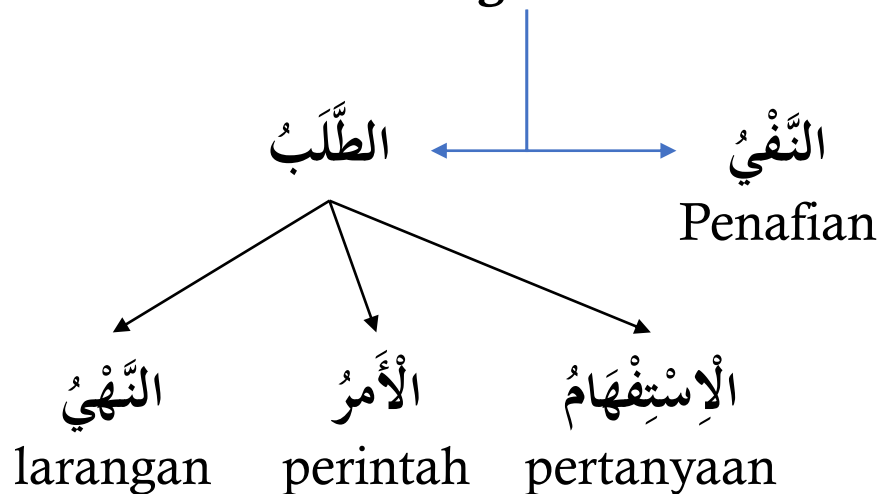 النَّفْيُ
Penafian
الطَّلَبُ
الْاِسْتِفْهَامُ
pertanyaan
الْأَمرُ
perintah
النَّهْيُ
larangan